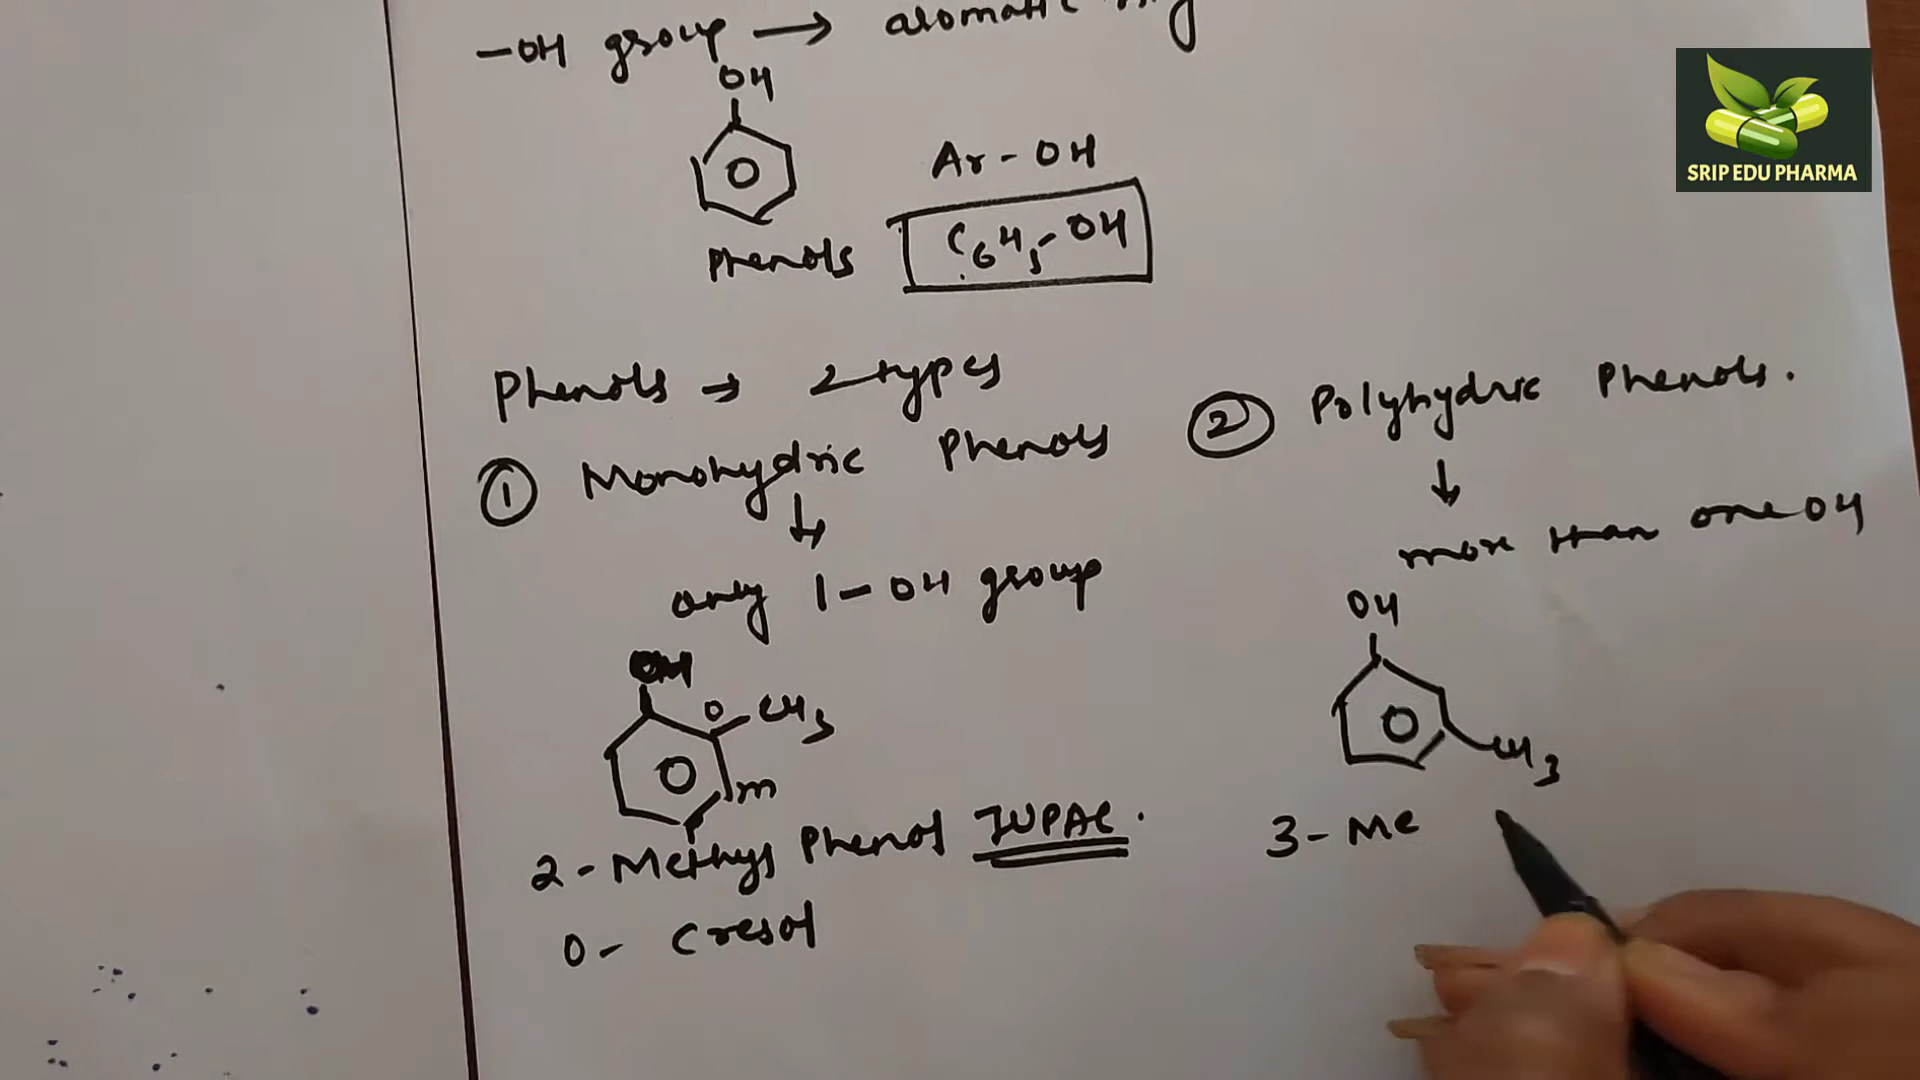 -OH group → aromatic ring
OH
Phenols
Ar-OH
C6H5-OH
SRIP EDU PHARMA
Phenols → 2 types
① Monohydric Phenols
↓
only 1-OH group
② Polyhydric Phenols.
↓
more than one OH
OH
o CH3
m
2-Methyl Phenol IUPAC.
o- cresol
OH
CH3
3-Me